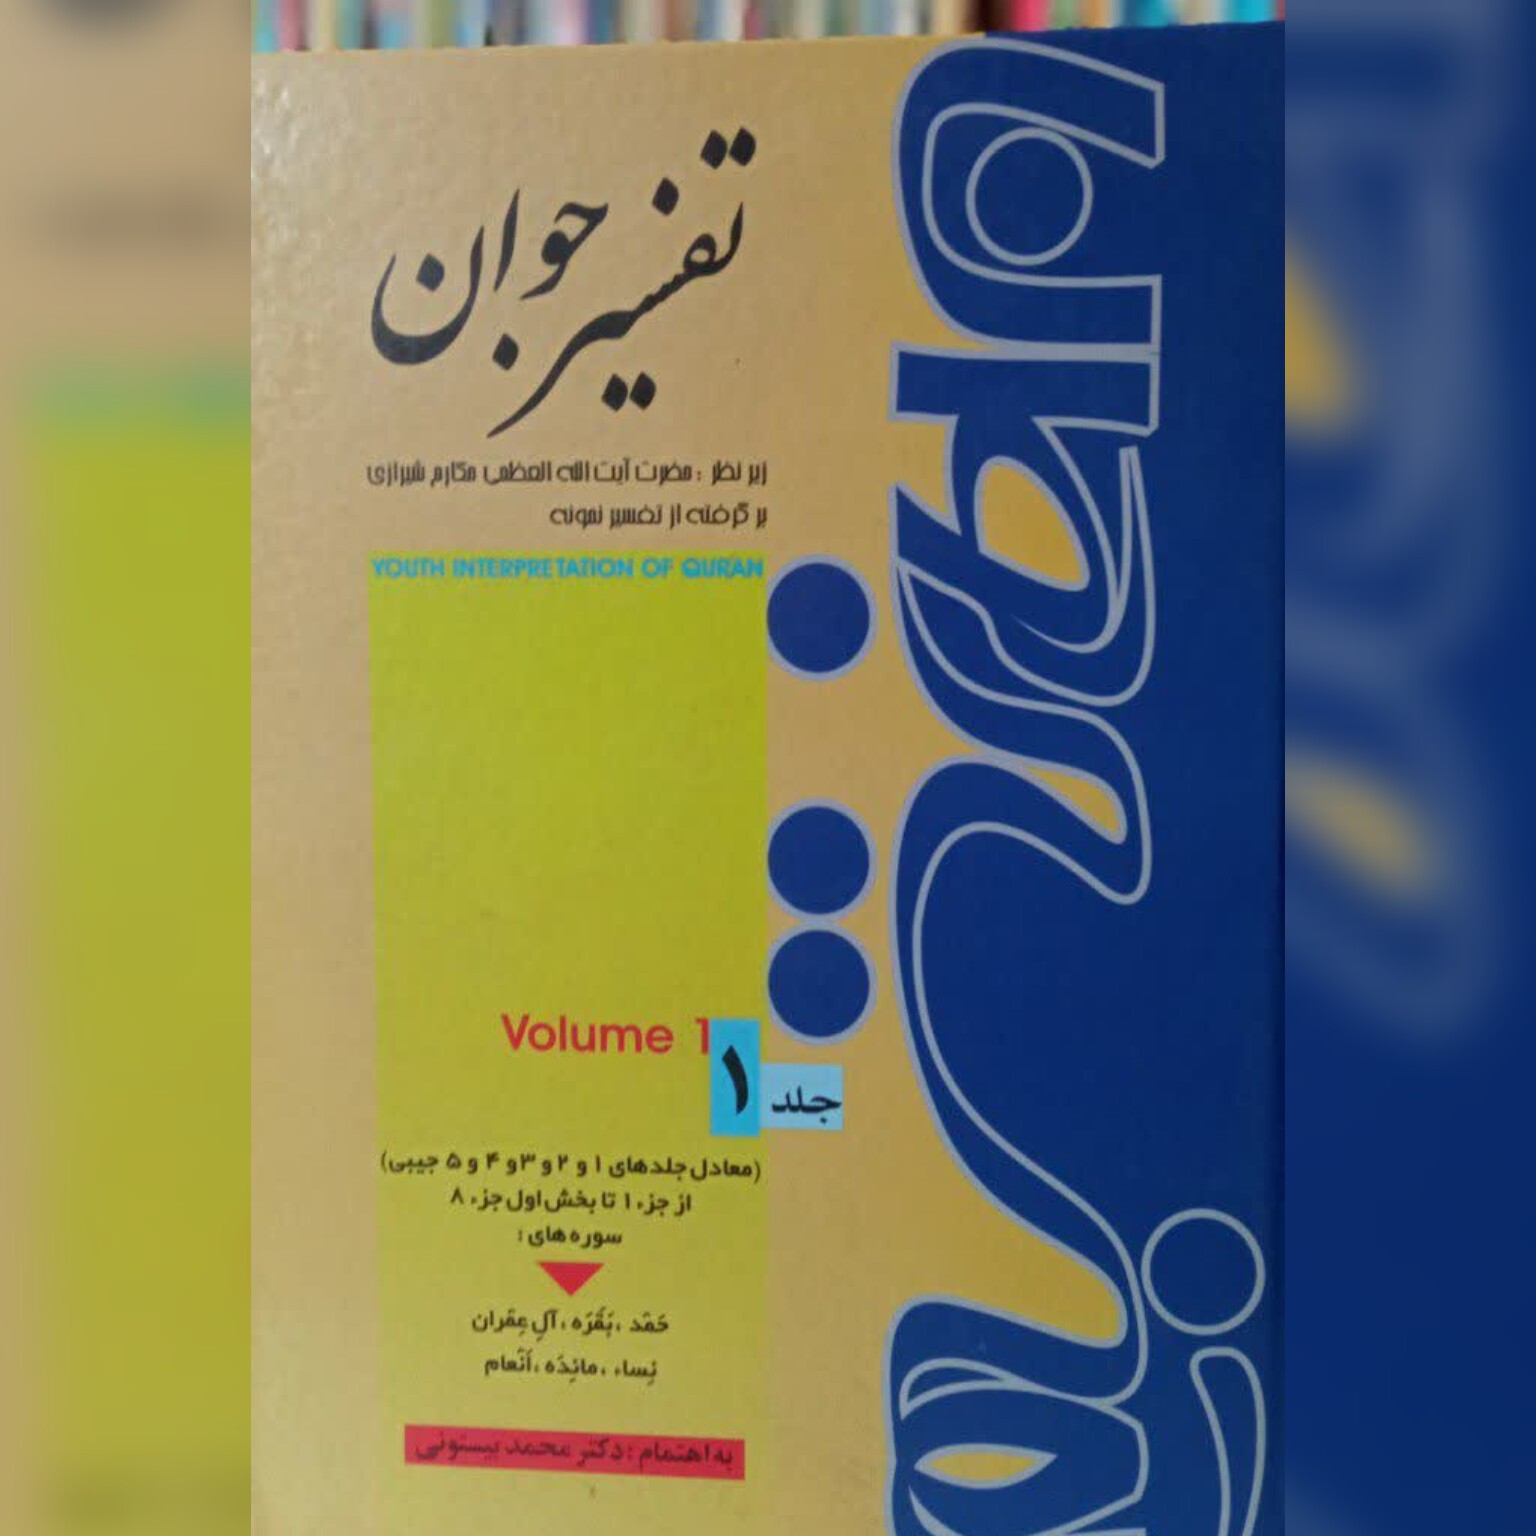 تفسیر جوان
زیر نظر : حضرت آیت الله العظمی مکارم شیرازی
بر گرفته از تفسیر نمونه
YOUTH INTERPRETATION OF QURAN
Volume 1
جلد ۱
(معادل جلدهای ۱ و ۲ و ۳ و ۴ و ۵ جیبی)
از جزء ۱ تا بخش اول جزء ۸
سوره های :
حَمْد ، بَقَرَه ، آلِ عِمْران
نِساء ، مائِدَه ، اَنْعام
به اهتمام : دکتر محمد بیستونی